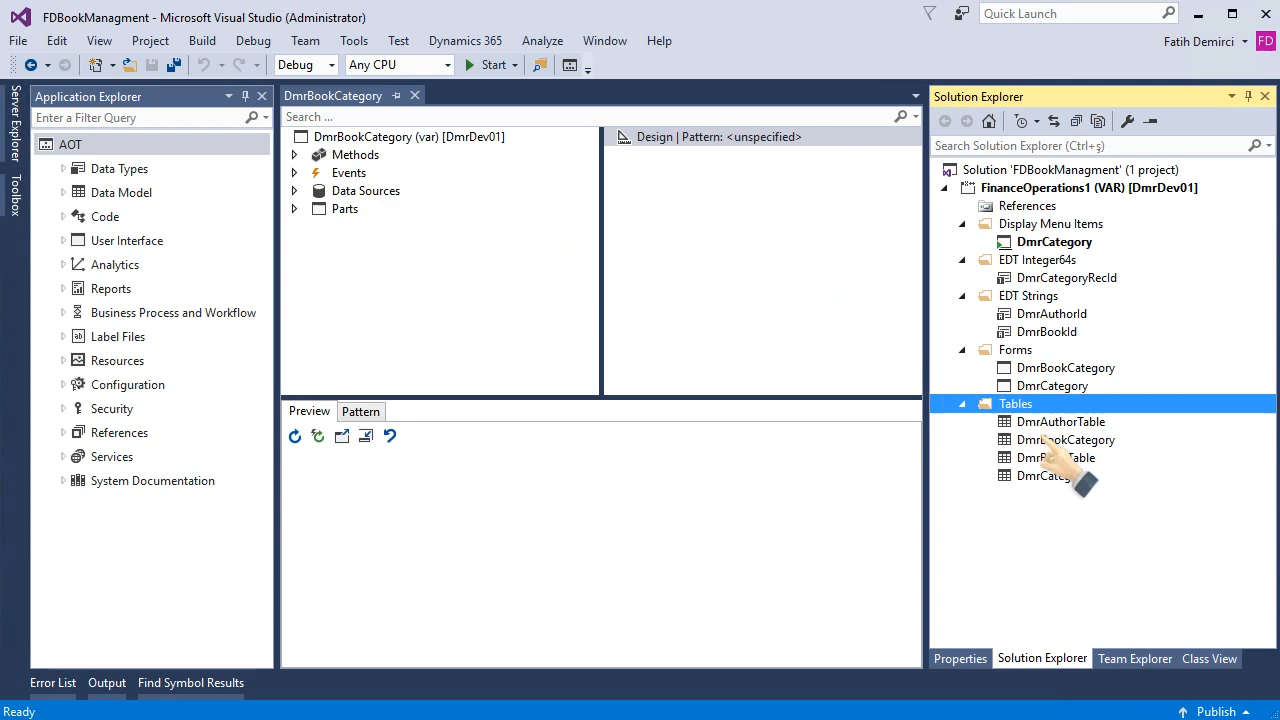 FDBookManagment - Microsoft Visual Studio (Administrator)
Quick Launch
File Edit View Project Build Debug Team Tools Test Dynamics 365 Analyze Window Help
Fatih Demirci FD
Debug Any CPU Start
Server Explorer
Toolbox
Application Explorer
Enter a Filter Query
AOT
Data Types
Data Model
Code
User Interface
Analytics
Reports
Business Process and Workflow
Label Files
Resources
Configuration
Security
References
Services
System Documentation
DmrBookCategory
Search ...
DmrBookCategory (var) [DmrDev01]
Methods
Events
Data Sources
Parts
Design | Pattern: <unspecified>
Preview Pattern
Solution Explorer
Search Solution Explorer (Ctrl+ş)
Solution 'FDBookManagment' (1 project)
FinanceOperations1 (VAR) [DmrDev01]
References
Display Menu Items
DmrCategory
EDT Integer64s
DmrCategoryRecId
EDT Strings
DmrAuthorId
DmrBookId
Forms
DmrBookCategory
DmrCategory
Tables
DmrAuthorTable
DmrBookCategory
Properties Solution Explorer Team Explorer Class View
Error List Output Find Symbol Results
Ready
Publish